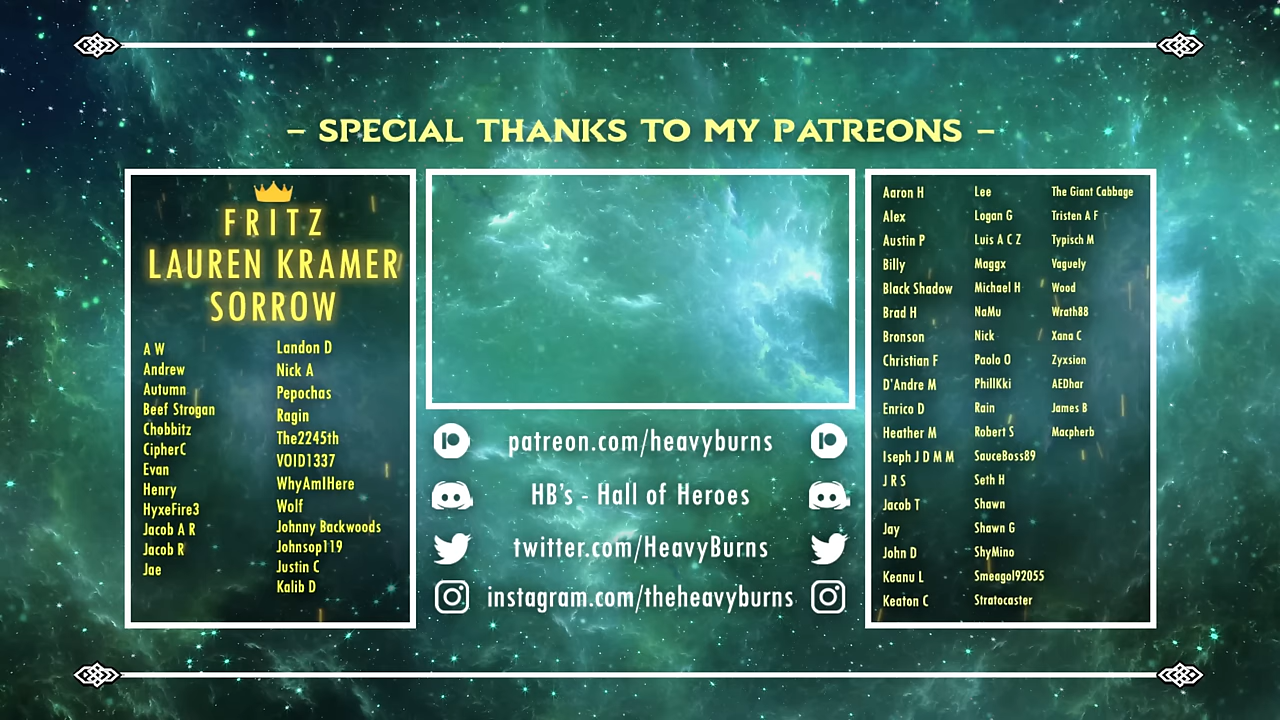 – SPECIAL THANKS TO MY PATREONS –
FRITZ
LAUREN KRAMER
SORROW
A W
Andrew
Autumn
Beef Strogan
Chobbitz
CipherC
Evan
Henry
HyxeFire3
Jacob A R
Jacob R
Jae
Landon D
Nick A
Pepochas
Ragin
The2245th
VOID1337
WhyAmIHere
Wolf
Johnny Backwoods
Johnsop119
Justin C
Kalib D
patreon.com/heavyburns
HB's - Hall of Heroes
twitter.com/HeavyBurns
instagram.com/theheavyburns
Aaron H
Alex
Austin P
Billy
Black Shadow
Brad H
Bronson
Christian F
D'Andre M
Enrico D
Heather M
Iseph J D M M
J R S
Jacob T
Jay
John D
Keanu L
Keaton C
Lee
Logan G
Luis A C Z
Maggx
Michael H
NaMu
Nick
Paolo O
PhillKki
Rain
Robert S
SauceBoss89
Seth H
Shawn
Shawn G
ShyMino
Smeagol92055
Stratocaster
The Giant Cabbage
Tristen A F
Typisch M
Vaguely
Wood
Wrath88
Xana C
Zyxsion
AEDhar
James B
Macpherb